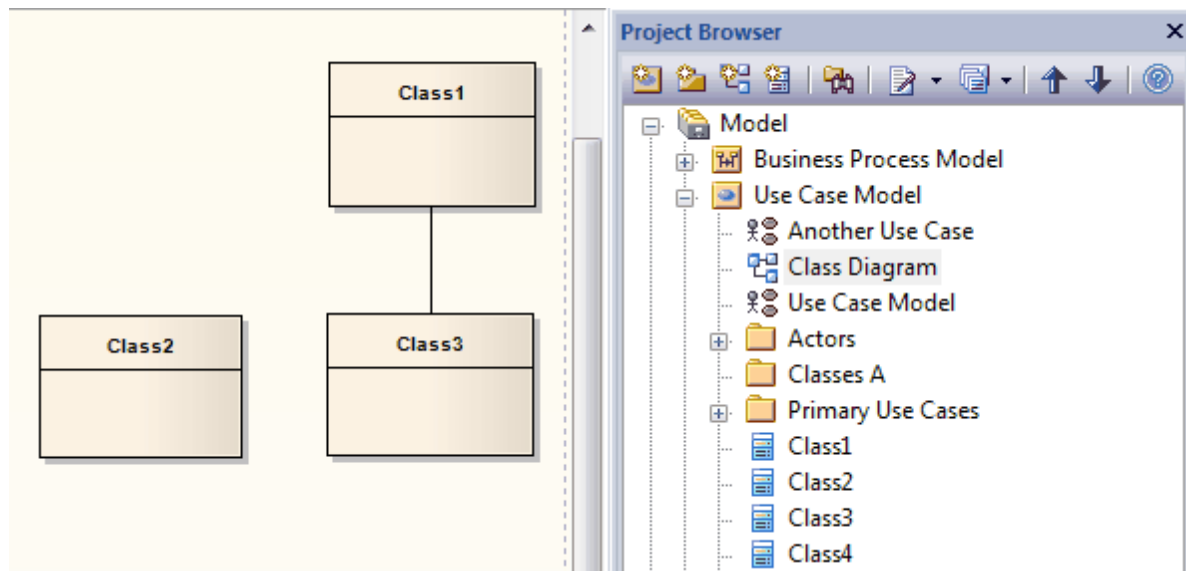 Class1
Class2
Class3
Project Browser
Model
Business Process Model
Use Case Model
Another Use Case
Class Diagram
Use Case Model
Actors
Classes A
Primary Use Cases
Class1
Class2
Class3
Class4